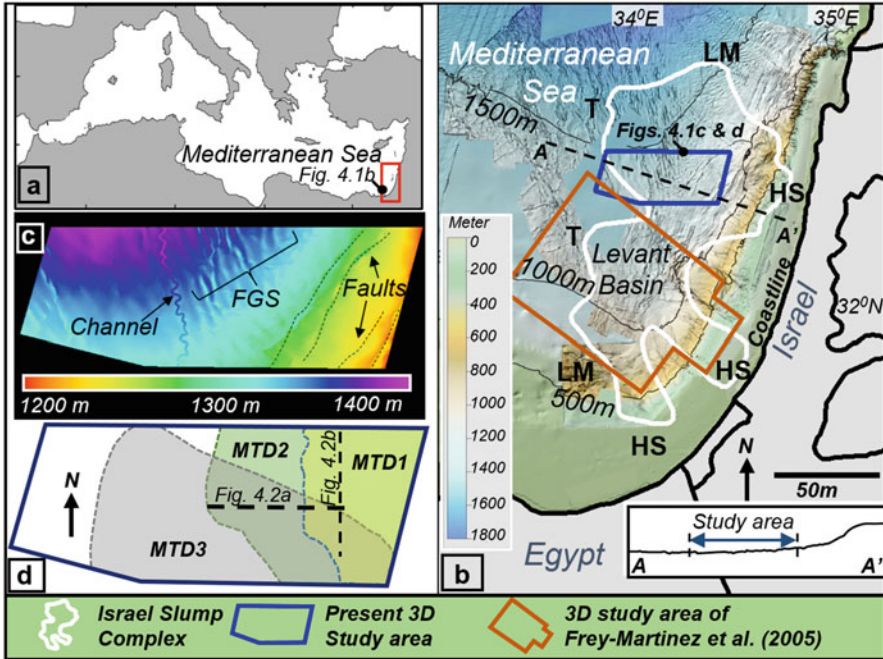 Mediterranean Sea
Fig. 4.1b
a
c
FGS
Channel
Faults
1200 m
1300 m
1400 m
MTD2
MTD1
Fig. 4.2b
Fig. 4.2a
MTD3
N
d
34⁰E
35⁰E
Mediterranean
Sea
LM
T
1500m
Figs. 4.1c & d
A
HS
A'
Meter
0
200
400
600
800
1000
1200
1400
1600
1800
T
Levant
Basin
1000m
Coastline
Israel
32⁰N
LM
500m
HS
HS
N
50m
Egypt
b
Study area
A
A'
Israel Slump
Complex
Present 3D
Study area
3D study area of
Frey-Martinez et al. (2005)